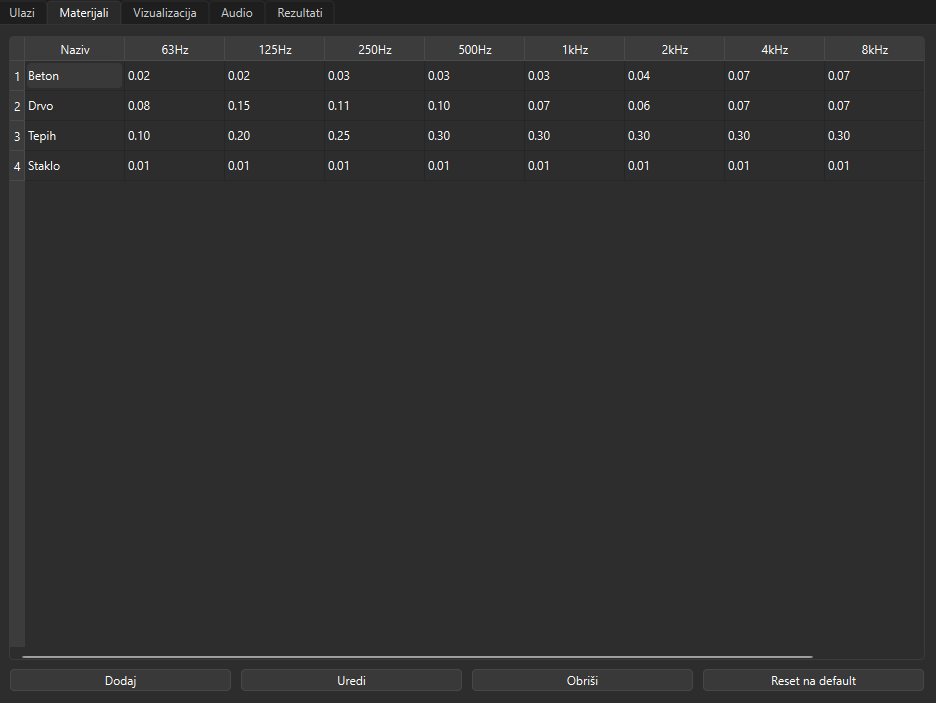 Ulazi Materijali Vizualizacija Audio Rezultati
Naziv 63Hz 125Hz 250Hz 500Hz 1kHz 2kHz 4kHz 8kHz
1 Beton 0.02 0.02 0.03 0.03 0.03 0.04 0.07 0.07
2 Drvo 0.08 0.15 0.11 0.10 0.07 0.06 0.07 0.07
3 Tepih 0.10 0.20 0.25 0.30 0.30 0.30 0.30 0.30
4 Staklo 0.01 0.01 0.01 0.01 0.01 0.01 0.01 0.01
Dodaj Uredi Obriši Reset na default